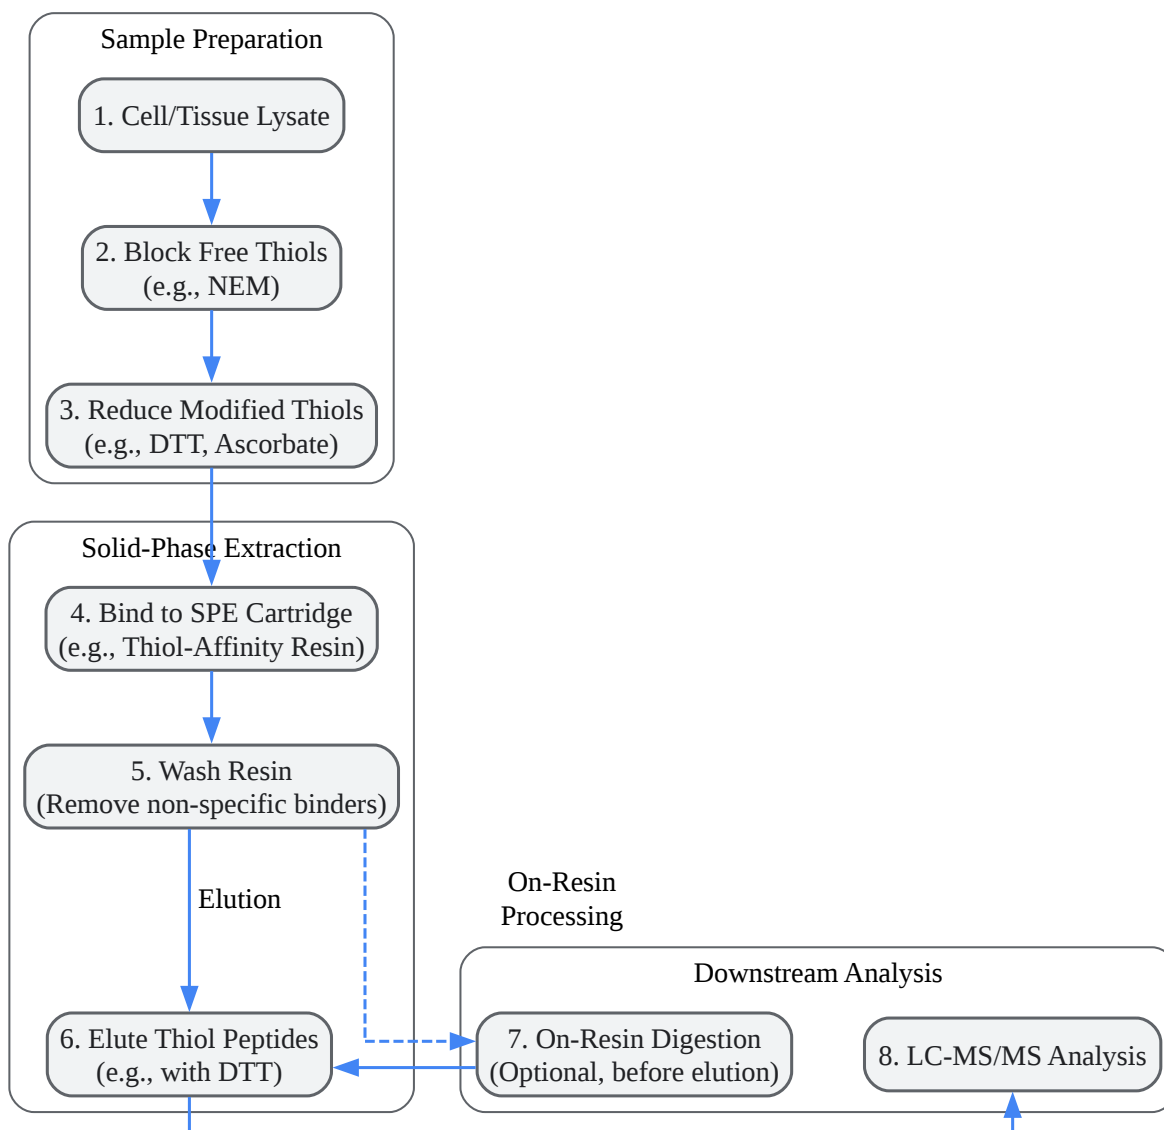 Sample Preparation
1. Cell/Tissue Lysate
2. Block Free Thiols
(e.g., NEM)
3. Reduce Modified Thiols
(e.g., DTT, Ascorbate)
Solid-Phase Extraction
4. Bind to SPE Cartridge
(e.g., Thiol-Affinity Resin)
5. Wash Resin
(Remove non-specific binders)
Elution
On-Resin
Processing
Downstream Analysis
6. Elute Thiol Peptides
(e.g., with DTT)
7. On-Resin Digestion
(Optional, before elution)
8. LC-MS/MS Analysis